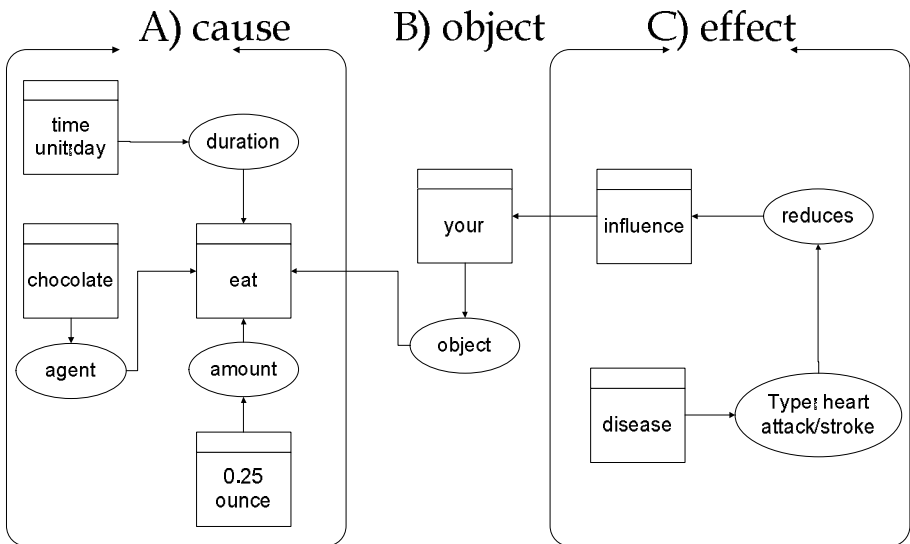 A) cause
B) object
C) effect
time
unit:day
duration
chocolate
eat
agent
amount
0.25
ounce
your
object
influence
reduces
disease
Type: heart
attack/stroke